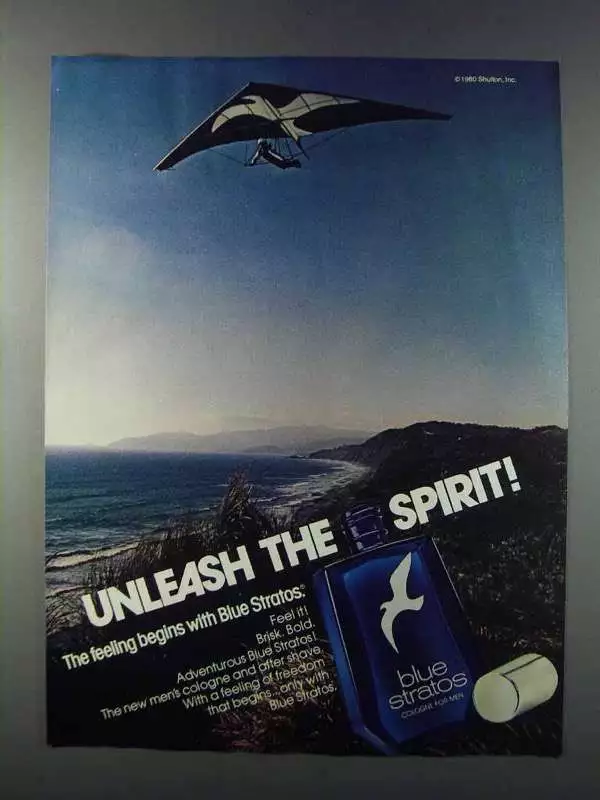 © 1980 Shulton, Inc.
UNLEASH THE SPIRIT!
The feeling begins with Blue Stratos.®
Feel it!
Brisk. Bold.
Adventurous Blue Stratos!
The new men's cologne and after shave.
With a feeling of freedom
that begins...only with
Blue Stratos.
blue
stratos
COLOGNE FOR MEN